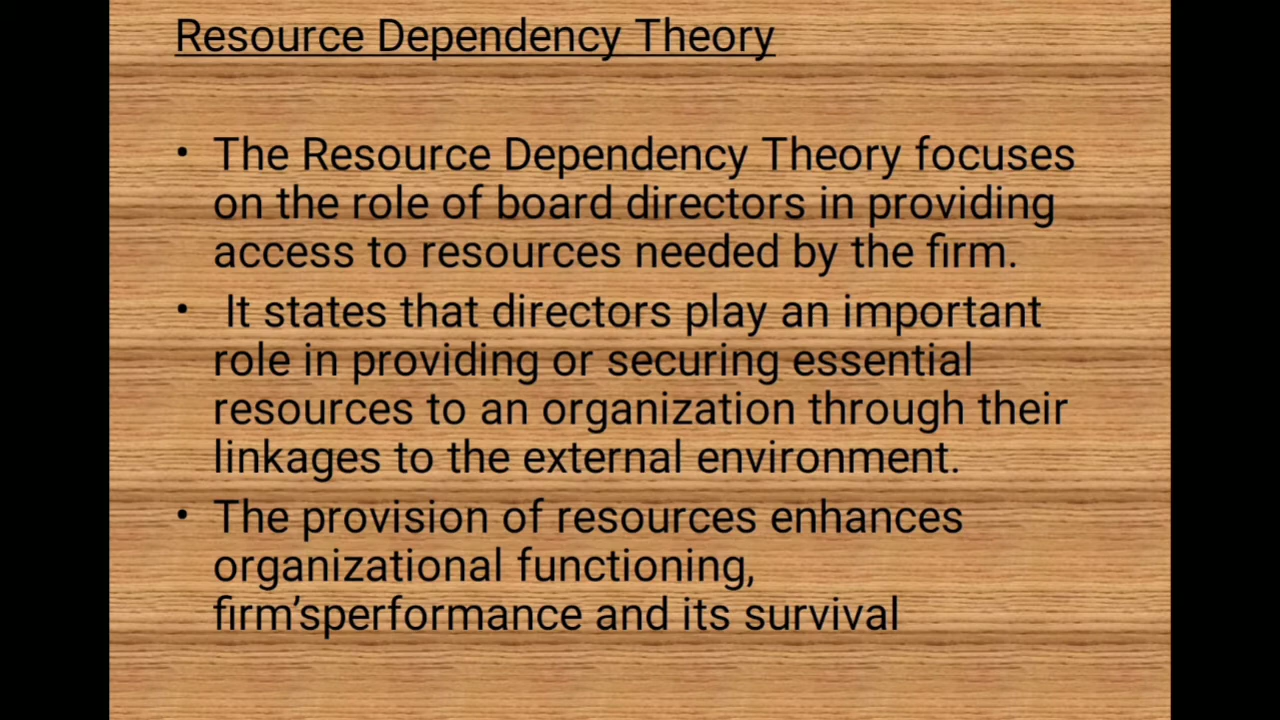 Resource Dependency Theory
• The Resource Dependency Theory focuses
on the role of board directors in providing
access to resources needed by the firm.
• It states that directors play an important
role in providing or securing essential
resources to an organization through their
linkages to the external environment.
• The provision of resources enhances
organizational functioning,
firm’sperformance and its survival